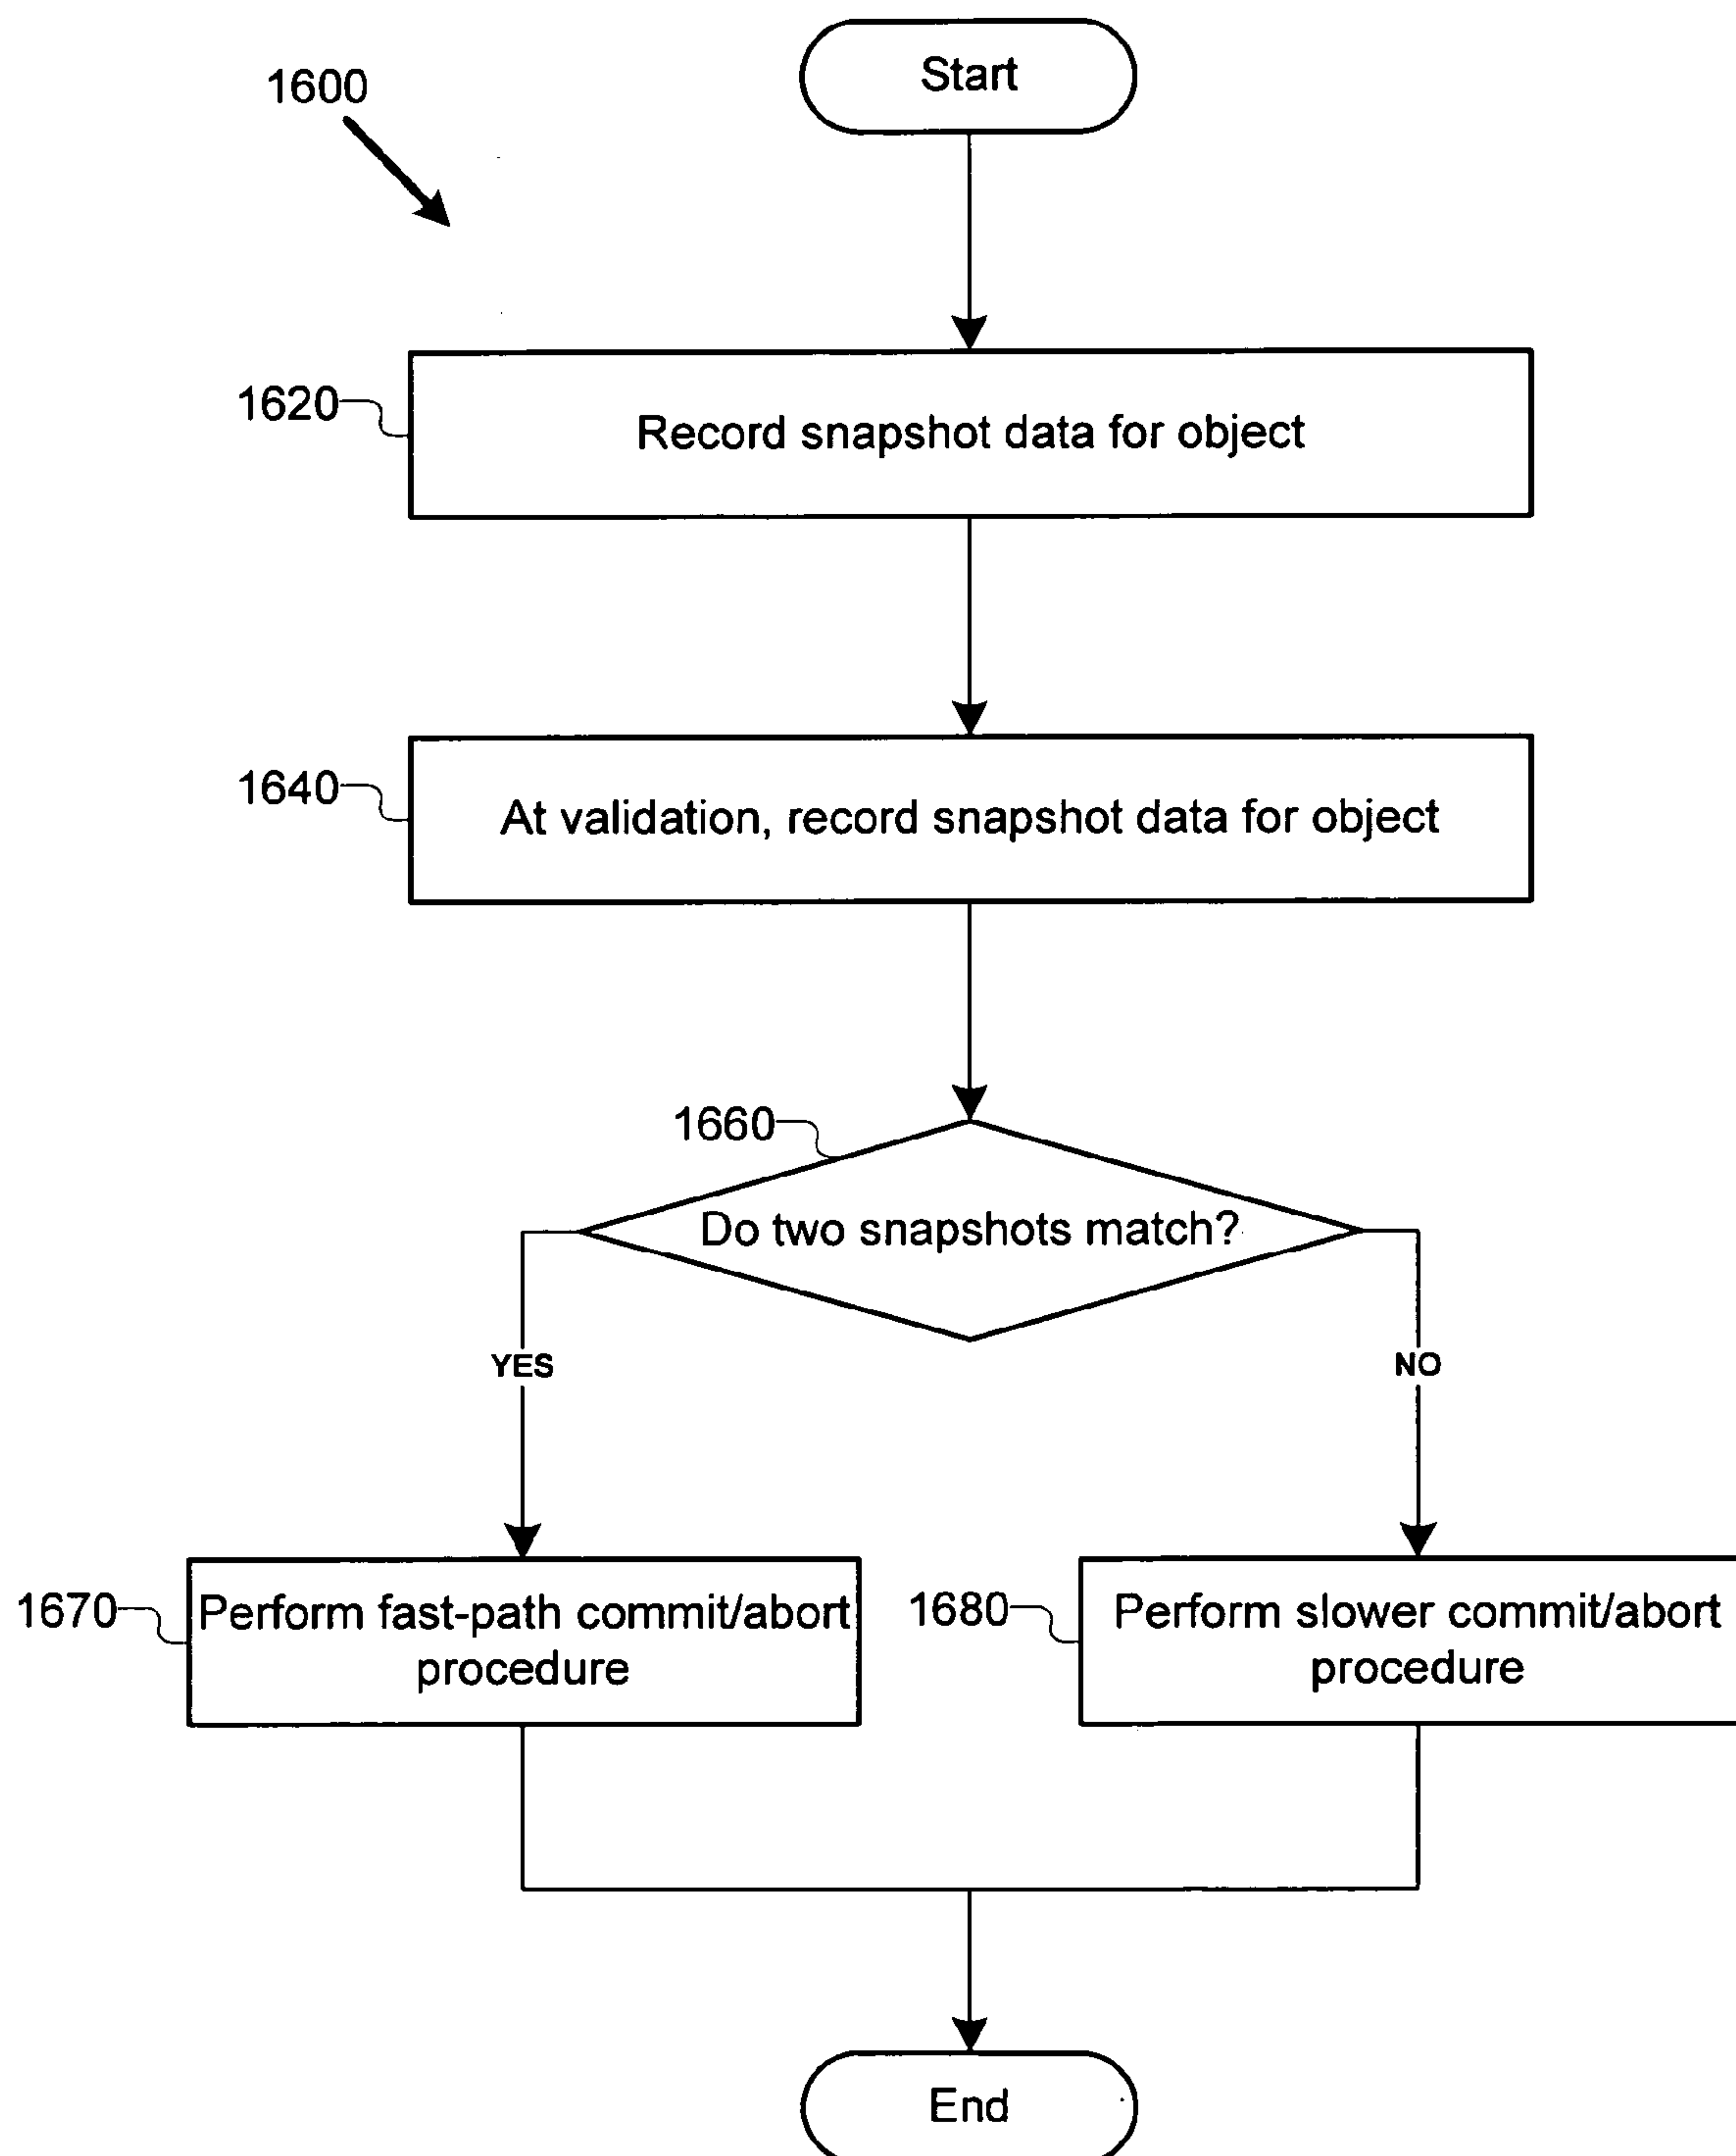 Start
1600
1620
Record snapshot data for object
1640
At validation, record snapshot data for object
1660
Do two snapshots match?
YES
NO
1670
Perform fast-path commit/abort
procedure
1680
Perform slower commit/abort
procedure
End